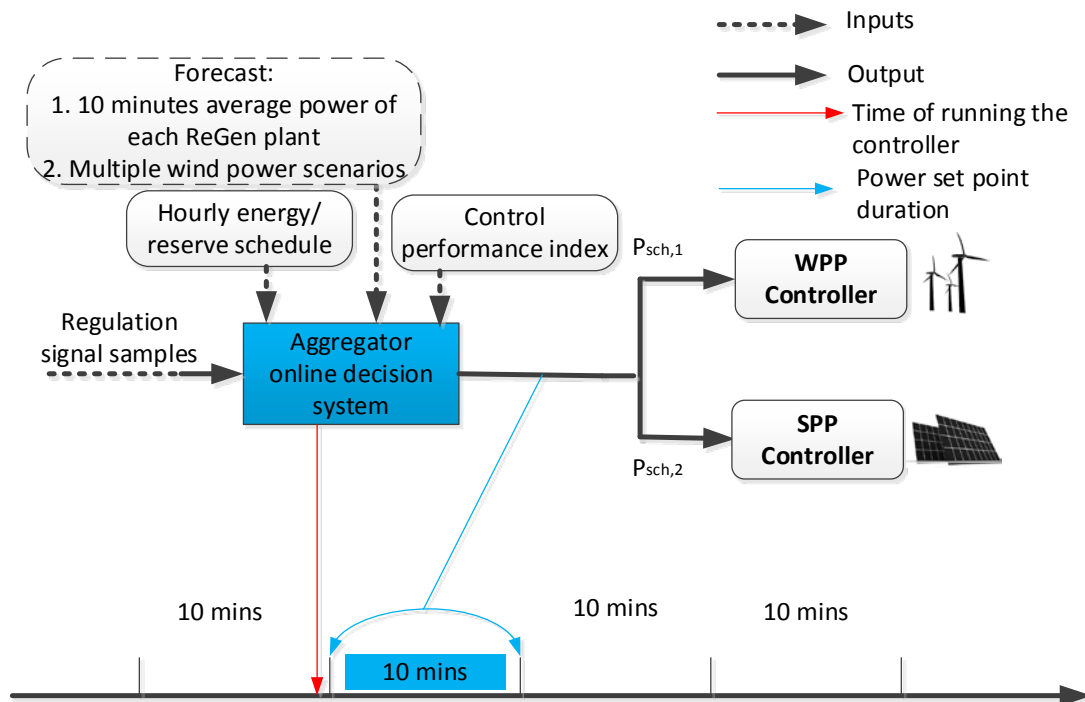 Inputs
Output
Time of running the
controller
Power set point
duration
Forecast:
1. 10 minutes average power of
each ReGen plant
2. Multiple wind power scenarios
Hourly energy/
reserve schedule
Control
performance index
Regulation
signal samples
Aggregator
online decision
system
Psch,1
WPP
Controller
SPP
Controller
Psch,2
10 mins
10 mins
10 mins
10 mins